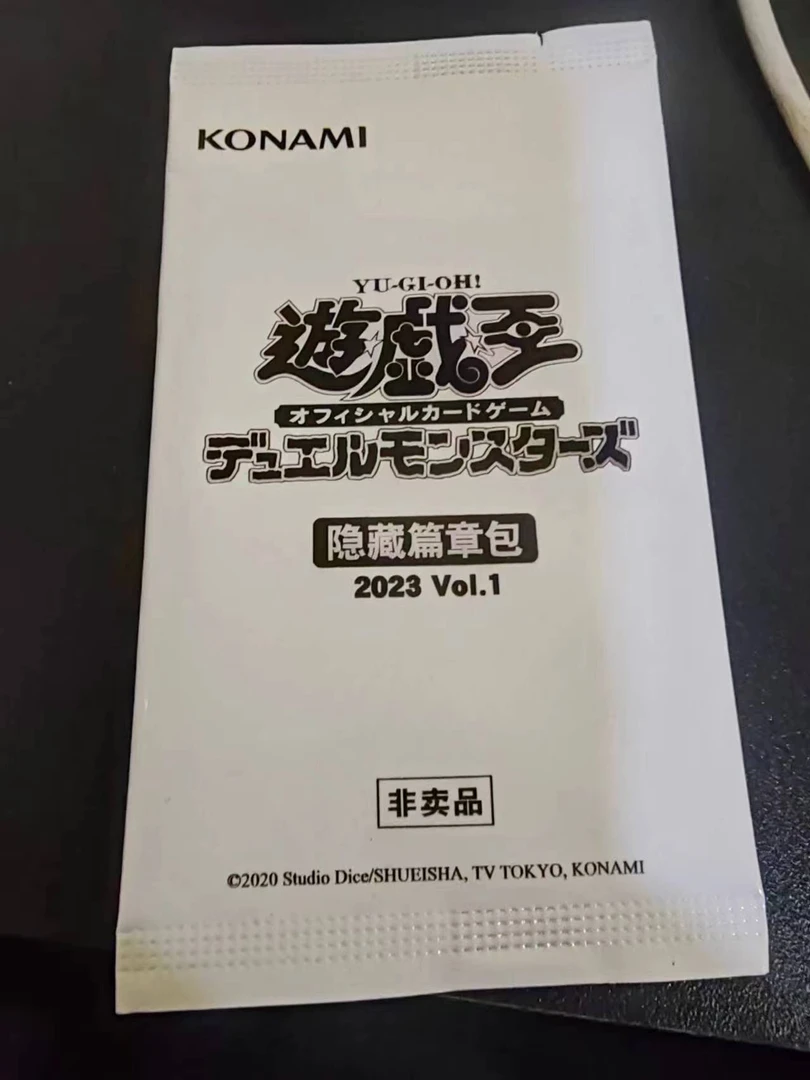 KONAMI
YU-GI-OH!
遊戯王
オフィシャルカードゲーム
デュエルモンスターズ
隐藏篇章包
2023 Vol.1
非卖品
©2020 Studio Dice/SHUEISHA, TV TOKYO, KONAMI